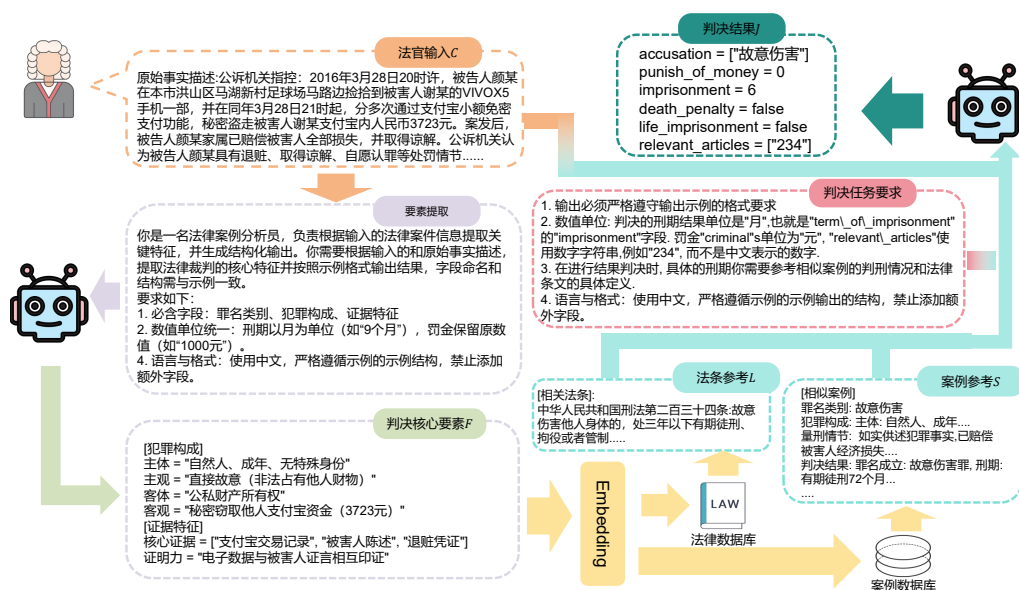 法官输入C
原始事实描述:公诉机关指控：2016年3月28日20时许，被告人颜某
在本市洪山区马湖新村足球场马路边捡拾到被害人谢某的VIVOX5
手机一部，并在同年3月28日21时起，分多次通过支付宝小额免密
支付功能，秘密盗走被害人谢某支付宝内人民币3723元。案发后，
被告人颜某家属已赔偿被害人全部损失，并取得谅解。公诉机关认
为被告人颜某具有退赃、取得谅解、自愿认罪等处罚情节......
判决结果J
accusation = ["故意伤害"]
punish_of_money = 0
imprisonment = 6
death_penalty = false
life_imprisonment = false
relevant_articles = ["234"]
要素提取
你是一名法律案例分析员，负责根据输入的法律案件信息提取关
键特征，并生成结构化输出。你需要根据输入的和原始事实描述，
提取法律裁判的核心特征并按照示例格式输出结果，字段命名和
结构需与示例一致。
要求如下：
1. 必含字段：罪名类别、犯罪构成、证据特征
2. 数值单位统一：刑期以月为单位（如“9个月”），罚金保留原数
值（如“1000元”）。
4. 语言与格式：使用中文，严格遵循示例的示例结构，禁止添加
额外字段。
判决任务要求
1. 输出必须严格遵守输出示例的格式要求
2. 数值单位: 判决的刑期结果单位是"月",也就是"term\_of\_imprisonment"
的"imprisonment"字段. 罚金"criminal"s单位为"元", "relevant\_articles"使
用数字字符串,例如"234", 而不是中文表示的数字.
3. 在进行结果判决时, 具体的刑期你需要参考相似案例的判刑情况和法律
条文的具体定义.
4. 语言与格式：使用中文，严格遵循示例的示例输出的结构，禁止添加额
外字段。
判决核心要素F
[犯罪构成]
主体 = "自然人、成年、无特殊身份"
主观 = "直接故意（非法占有他人财物）"
客体 = "公私财产所有权"
客观 = "秘密窃取他人支付宝资金（3723元）"
[证据特征]
核心证据 = ["支付宝交易记录", "被害人陈述", "退赃凭证"]
证明力 = "电子数据与被害人证言相互印证"
Embedding
法条参考L
[相关法条]:
中华人民共和国刑法第二百三十四条:故意
伤害他人身体的，处三年以下有期徒刑、
拘役或者管制.....
LAW
法律数据库
案例参考S
[相似案例]
罪名类别: 故意伤害
犯罪构成: 主体: 自然人、成年....
量刑情节：如实供述犯罪事实,已赔偿
被害人经济损失....
判决结果: 罪名成立: 故意伤害罪, 刑期:
有期徒刑72个月...
....
案例数据库